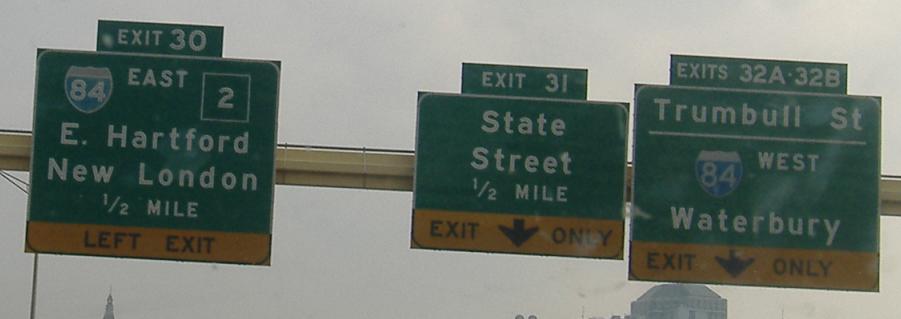 EXIT 30
84 EAST 2
E. Hartford
New London
1/2 MILE
LEFT EXIT
EXIT 31
State
Street
1/2 MILE
EXIT ONLY
EXITS 32A·32B
Trumbull St
84 WEST
Waterbury
EXIT ONLY